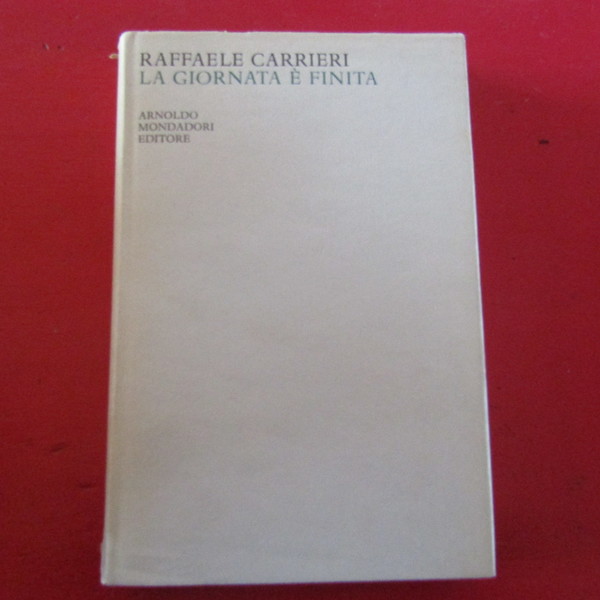 RAFFAELE CARRIERI
LA GIORNATA È FINITA
ARNOLDO
MONDADORI
EDITORE